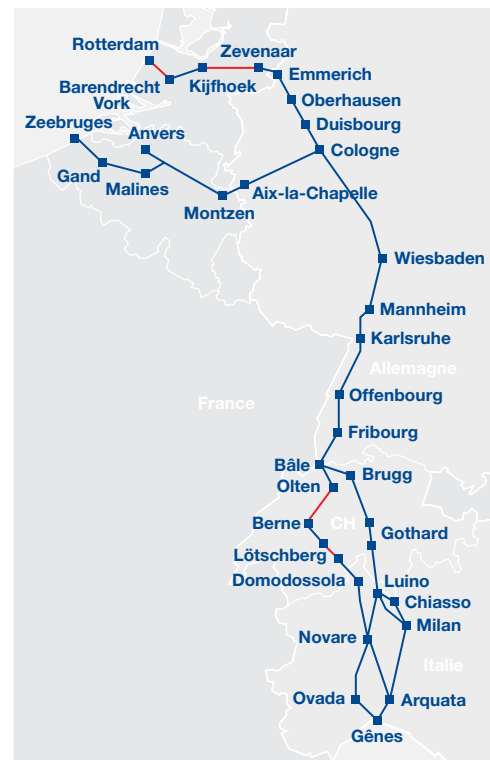 Rotterdam
Zevenaar
Emmerich
Barendrecht
Vork
Kijfhoek
Oberhausen
Zeebruges
Anvers
Duisbourg
Cologne
Gand
Malines
Aix-la-Chapelle
Montzen
Wiesbaden
Mannheim
Karlsruhe
Allemagne
France
Offenbourg
Fribourg
Bâle
Brugg
Olten
Berne
CH
Gothard
Lötschberg
Domodossola
Luino
Chiasso
Milan
Novare
Italie
Ovada
Arquata
Gênes